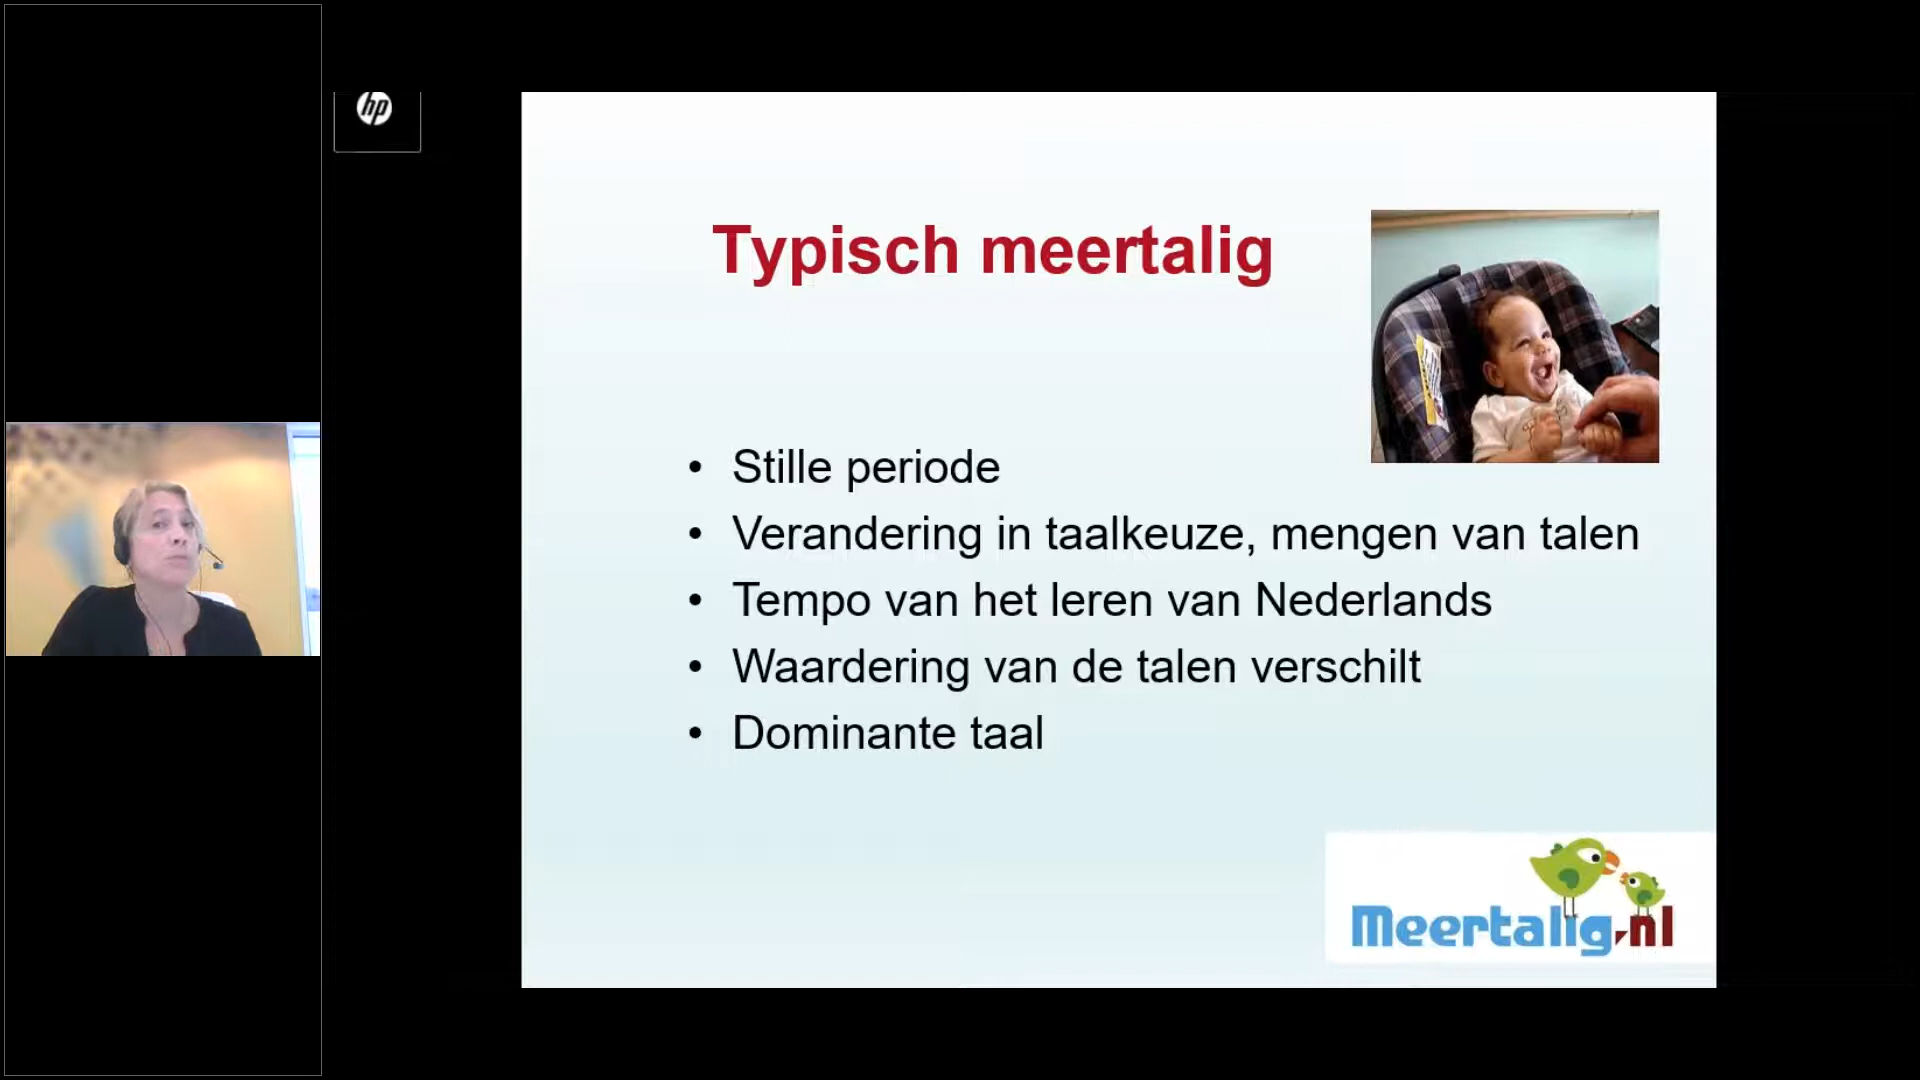 hp
Typisch meertalig
• Stille periode
• Verandering in taalkeuze, mengen van talen
• Tempo van het leren van Nederlands
• Waardering van de talen verschilt
• Dominante taal
Meertalig.nl